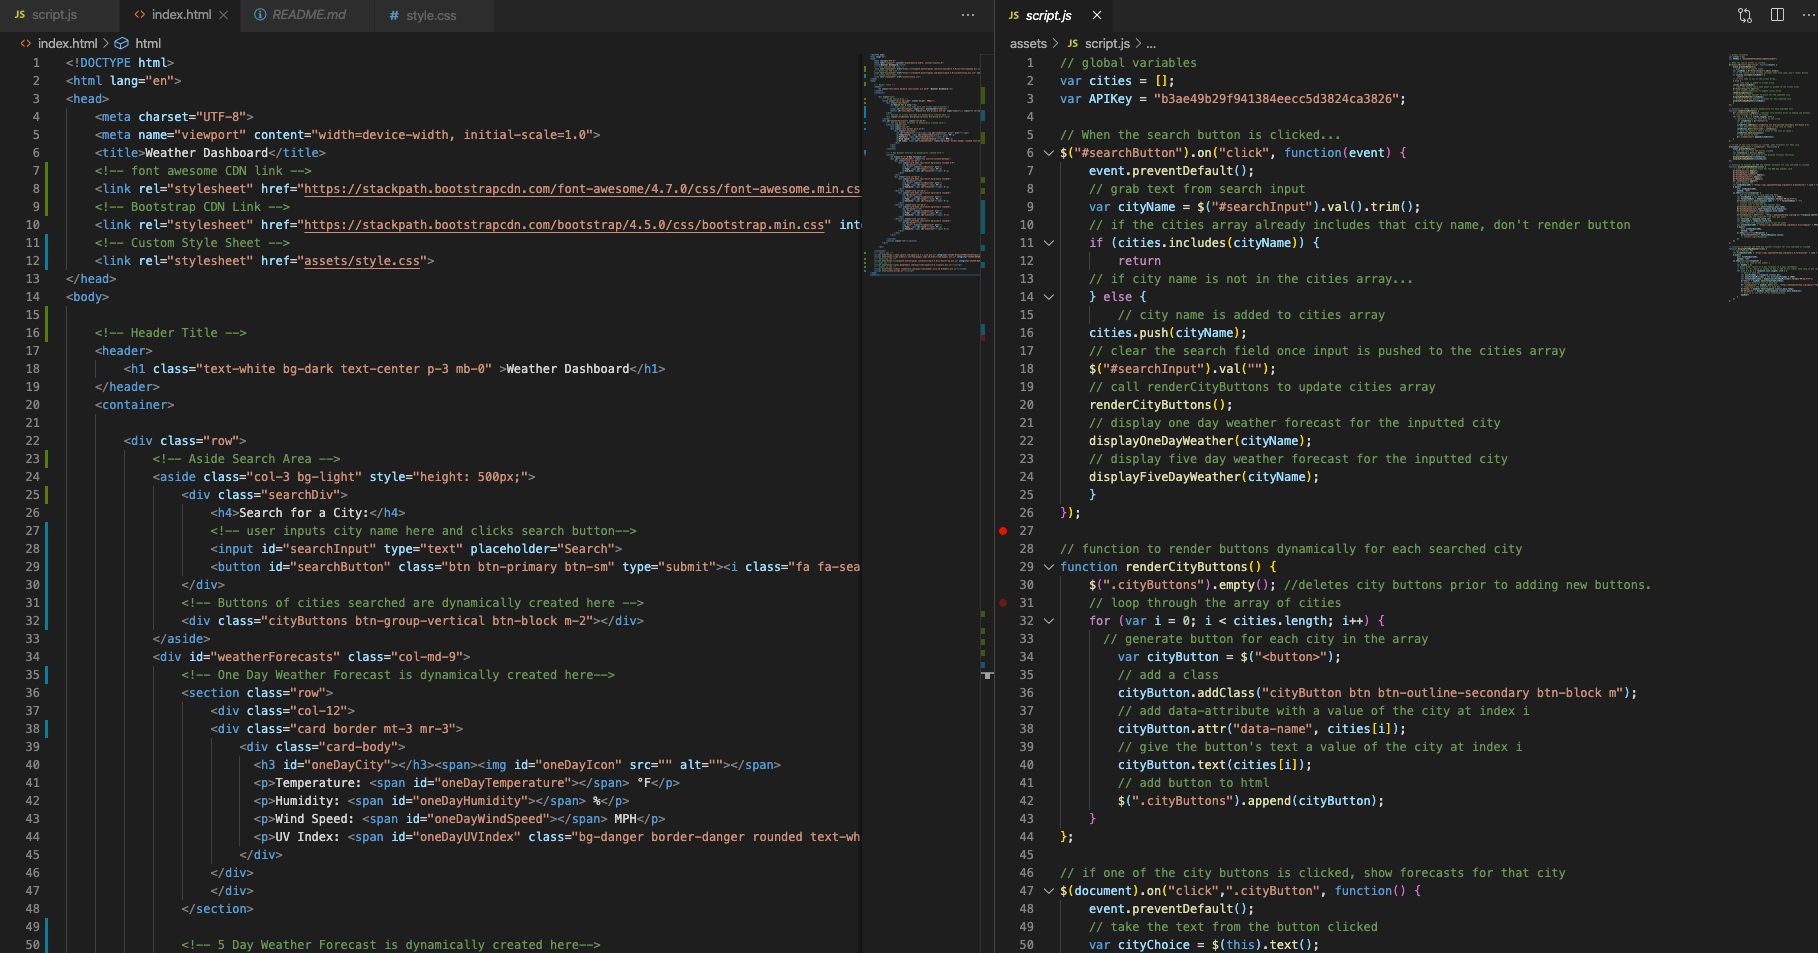 JS script.js
<> index.html ×
README.md
# style.css
...
<> index.html > html
1 <!DOCTYPE html>
2 <html lang="en">
3 <head>
4 <meta charset="UTF-8">
5 <meta name="viewport" content="width=device-width, initial-scale=1.0">
6 <title>Weather Dashboard</title>
7 <!-- font awesome CDN link -->
8 <link rel="stylesheet" href="https://stackpath.bootstrapcdn.com/font-awesome/4.7.0/css/font-awesome.min.cs
9 <!-- Bootstrap CDN Link -->
10 <link rel="stylesheet" href="https://stackpath.bootstrapcdn.com/bootstrap/4.5.0/css/bootstrap.min.css" inte
11 <!-- Custom Style Sheet -->
12 <link rel="stylesheet" href="assets/style.css">
13 </head>
14 <body>
15
16 <!-- Header Title -->
17 <header>
18 <h1 class="text-white bg-dark text-center p-3 mb-0" >Weather Dashboard</h1>
19 </header>
20 <container>
21
22 <div class="row">
23 <!-- Aside Search Area -->
24 <aside class="col-3 bg-light" style="height: 500px;">
25 <div class="searchDiv">
26 <h4>Search for a City:</h4>
27 <!-- user inputs city name here and clicks search button-->
28 <input id="searchInput" type="text" placeholder="Search">
29 <button id="searchButton" class="btn btn-primary btn-sm" type="submit"><i class="fa fa-sea
30 </div>
31 <!-- Buttons of cities searched are dynamically created here -->
32 <div class="cityButtons btn-group-vertical btn-block m-2"></div>
33 </aside>
34 <div id="weatherForecasts" class="col-md-9">
35 <!-- One Day Weather Forecast is dynamically created here-->
36 <section class="row">
37 <div class="col-12">
38 <div class="card border mt-3 mr-3">
39 <div class="card-body">
40 <h3 id="oneDayCity"></h3><span><img id="oneDayIcon" src="" alt=""></span>
41 <p>Temperature: <span id="oneDayTemperature"></span> °F</p>
42 <p>Humidity: <span id="oneDayHumidity"></span> %</p>
43 <p>Wind Speed: <span id="oneDayWindSpeed"></span> MPH</p>
44 <p>UV Index: <span id="oneDayUVIndex" class="bg-danger border-danger rounded text-wh
45 </div>
46 </div>
47 </div>
48 </section>
49
50 <!-- 5 Day Weather Forecast is dynamically created here-->
JS script.js ×
...
assets > JS script.js > ...
1 // global variables
2 var cities = [];
3 var APIKey = "b3ae49b29f941384eecc5d3824ca3826";
4
5 // When the search button is clicked...
6 $("#searchButton").on("click", function(event) {
7 event.preventDefault();
8 // grab text from search input
9 var cityName = $("#searchInput").val().trim();
10 // if the cities array already includes that city name, don't render button
11 if (cities.includes(cityName)) {
12 return
13 // if city name is not in the cities array...
14 } else {
15 // city name is added to cities array
16 cities.push(cityName);
17 // clear the search field once input is pushed to the cities array
18 $("#searchInput").val("");
19 // call renderCityButtons to update cities array
20 renderCityButtons();
21 // display one day weather forecast for the inputted city
22 displayOneDayWeather(cityName);
23 // display five day weather forecast for the inputted city
24 displayFiveDayWeather(cityName);
25 }
26 });
27
28 // function to render buttons dynamically for each searched city
29 function renderCityButtons() {
30 $(".cityButtons").empty(); //deletes city buttons prior to adding new buttons.
31 // loop through the array of cities
32 for (var i = 0; i < cities.length; i++) {
33 // generate button for each city in the array
34 var cityButton = $("<button>");
35 // add a class
36 cityButton.addClass("cityButton btn btn-outline-secondary btn-block m");
37 // add data-attribute with a value of the city at index i
38 cityButton.attr("data-name", cities[i]);
39 // give the button's text a value of the city at index i
40 cityButton.text(cities[i]);
41 // add button to html
42 $(".cityButtons").append(cityButton);
43 }
44 };
45
46 // if one of the city buttons is clicked, show forecasts for that city
47 $(document).on("click",".cityButton", function() {
48 event.preventDefault();
49 // take the text from the button clicked
50 var cityChoice = $(this).text();